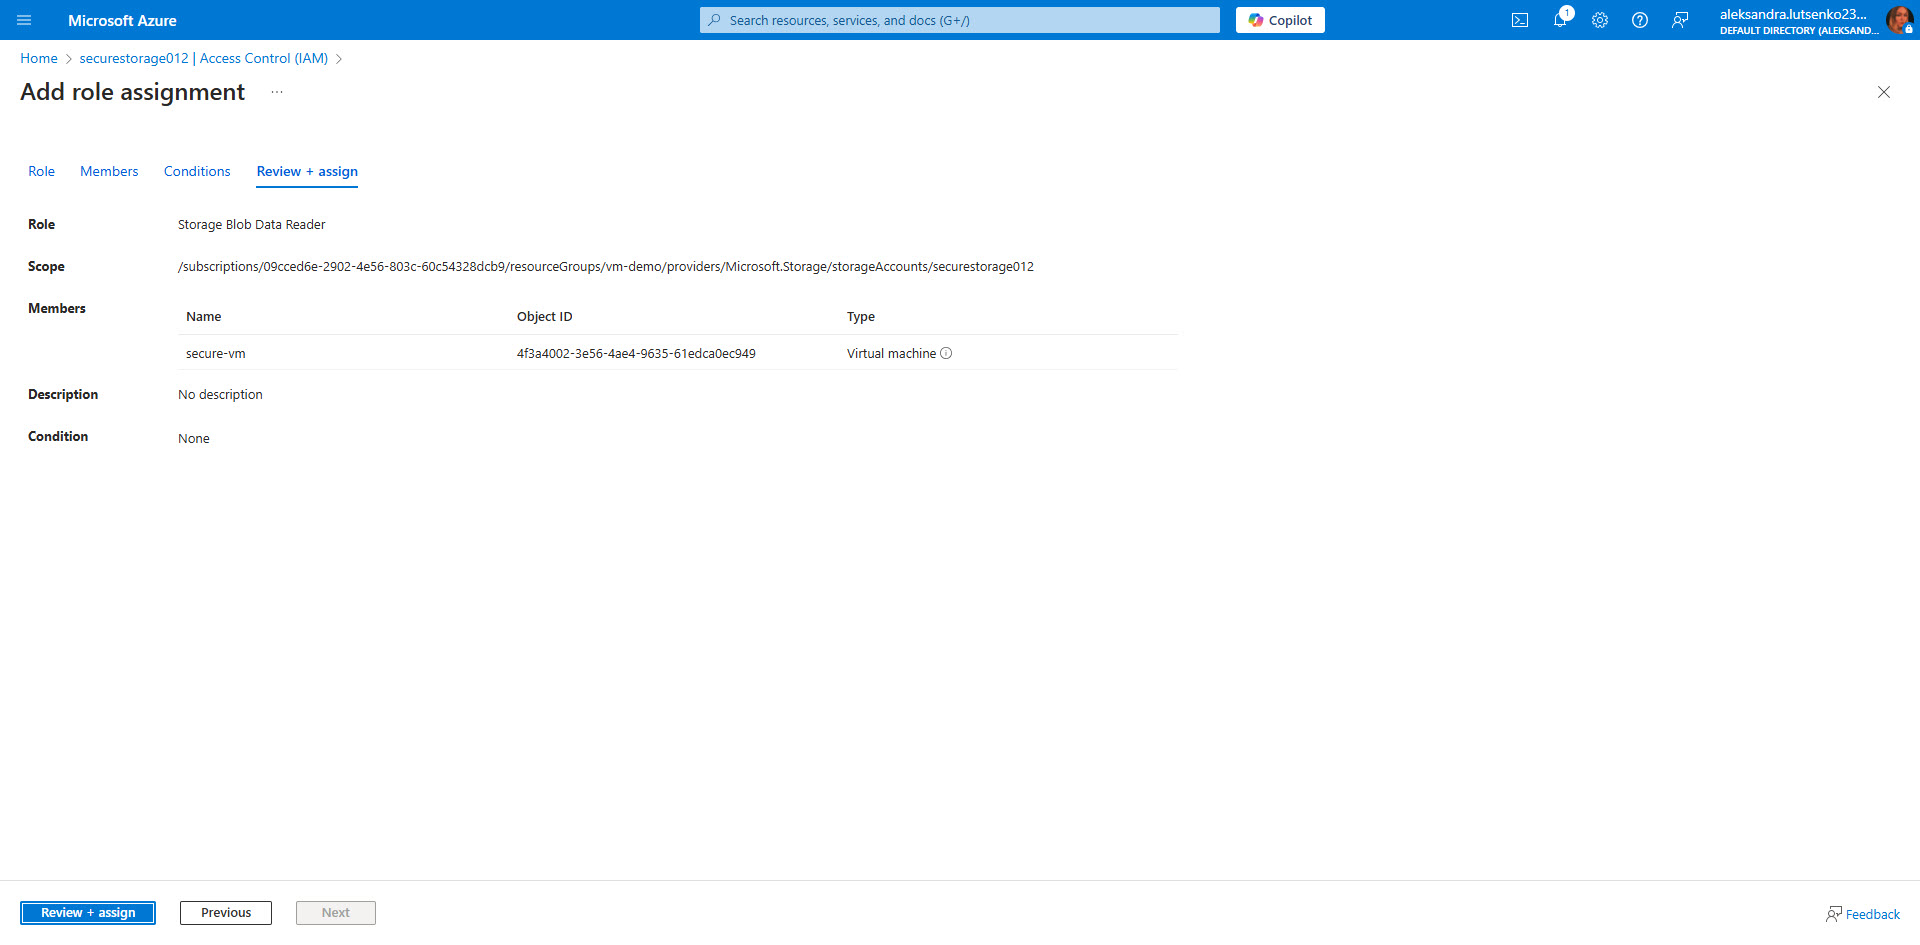 Microsoft Azure
Search resources, services, and docs (G+/)
Copilot
1
aleksandra.lutsenko23...
DEFAULT DIRECTORY (ALEKSAND...
Home > securestorage012 | Access Control (IAM) >
Add role assignment ...
Role Members Conditions Review + assign
Role Storage Blob Data Reader
Scope /subscriptions/09cced6e-2902-4e56-803c-60c54328dcb9/resourceGroups/vm-demo/providers/Microsoft.Storage/storageAccounts/securestorage012
Members
Name Object ID Type
secure-vm 4f3a4002-3e56-4ae4-9635-61edca0ec949 Virtual machine
Description No description
Condition None
Review + assign Previous Next
Feedback